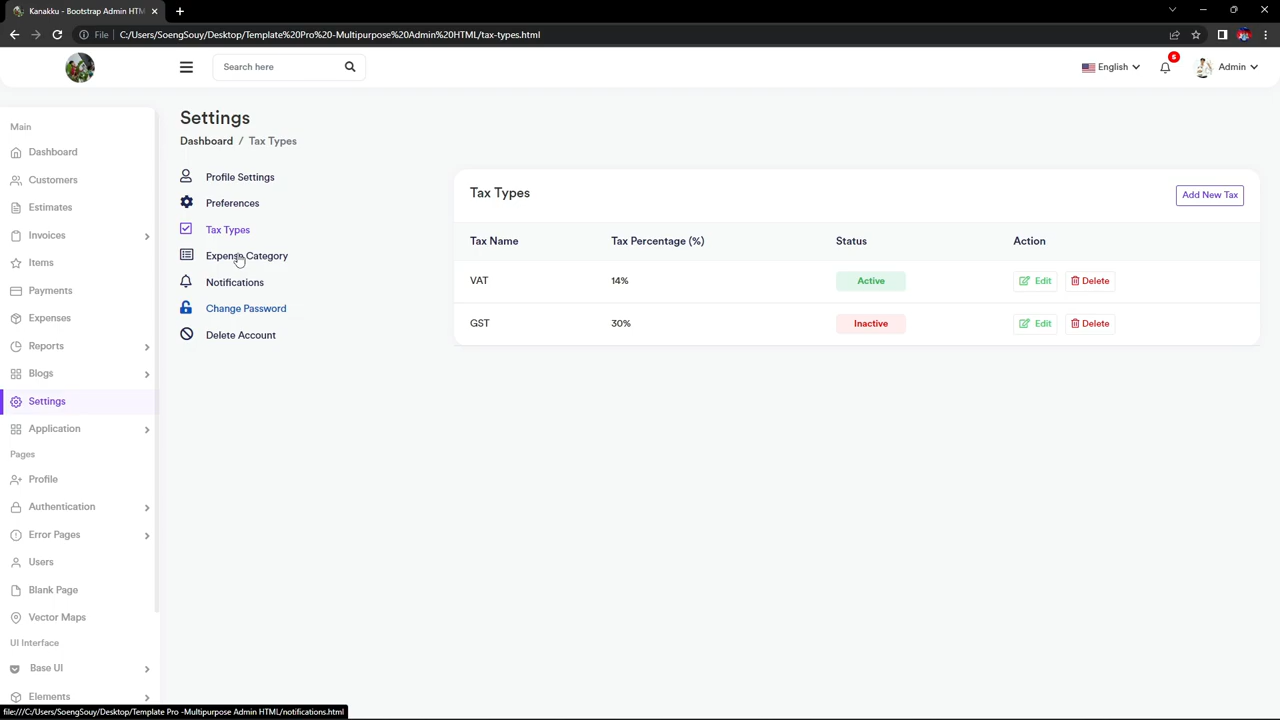 Kanakku - Bootstrap Admin HTM
File C:/Users/SoengSouy/Desktop/Template%20Pro%20-Multipurpose%20Admin%20HTML/tax-types.html
Search here
English
5
Admin
Main
Dashboard
Customers
Estimates
Invoices
Items
Payments
Expenses
Reports
Blogs
Settings
Application
Pages
Profile
Authentication
Error Pages
Users
Blank Page
Vector Maps
UI Interface
Base UI
Elements
Settings
Dashboard / Tax Types
Profile Settings
Preferences
Tax Types
Expense Category
Notifications
Change Password
Delete Account
Tax Types
Add New Tax
Tax Name Tax Percentage (%) Status Action
VAT 14% Active Edit Delete
GST 30% Inactive Edit Delete
file:///C:/Users/SoengSouy/Desktop/Template Pro -Multipurpose Admin HTML/notifications.html